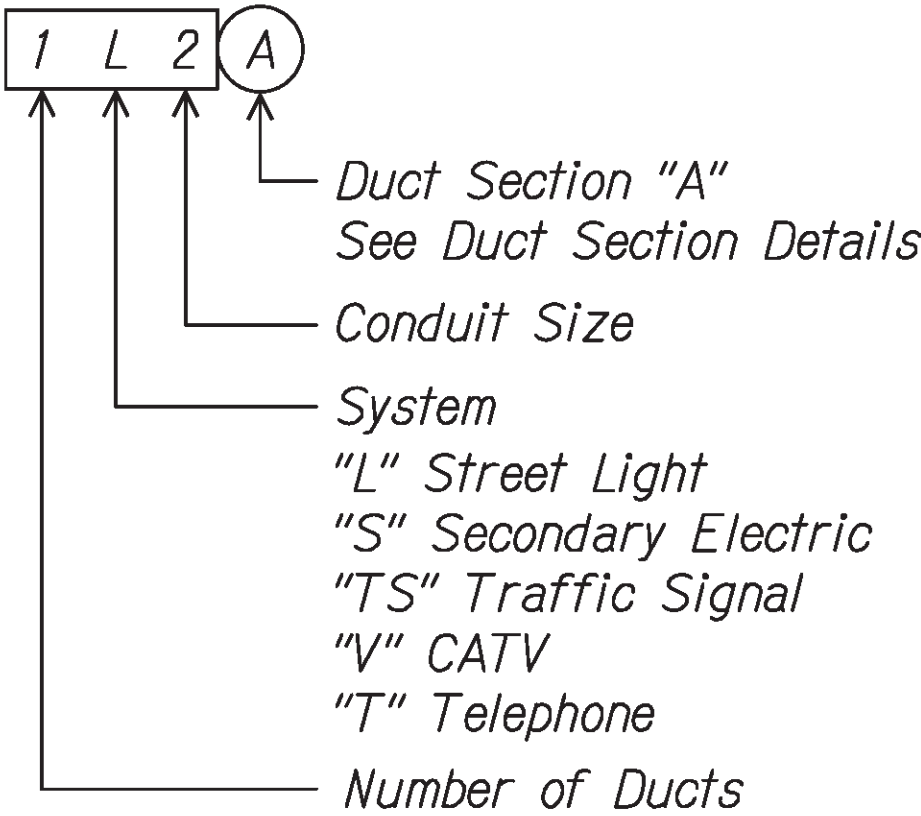 1 L 2 A
Duct Section "A"
See Duct Section Details
Conduit Size
System
"L" Street Light
"S" Secondary Electric
"TS" Traffic Signal
"V" CATV
"T" Telephone
Number of Ducts